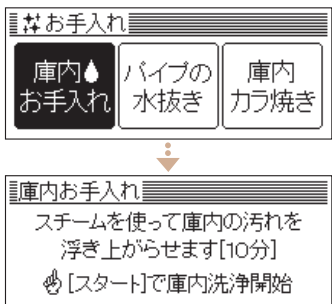 お手入れ
庫内 パイプの 庫内
お手入れ 水抜き カラ焼き
庫内お手入れ
スチームを使って庫内の汚れを
浮き上がらせます[10分]
[スタート]で庫内洗浄開始